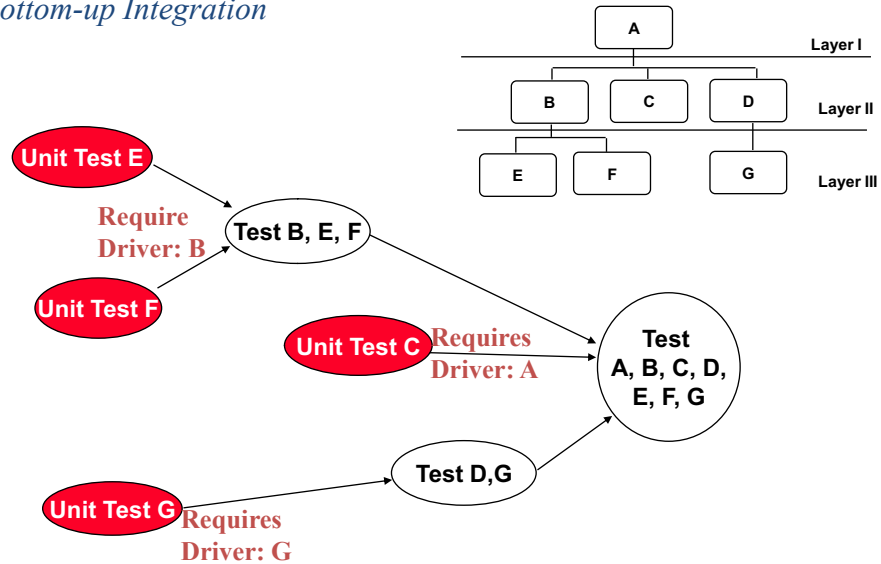 ottom-up Integration
A
Layer I
B
C
D
Layer II
E
F
G
Layer III
Unit Test E
Require
Driver: B
Test B, E, F
Unit Test F
Unit Test C
Requires
Driver: A
Test
A, B, C, D,
E, F, G
Test D,G
Unit Test G
Requires
Driver: G